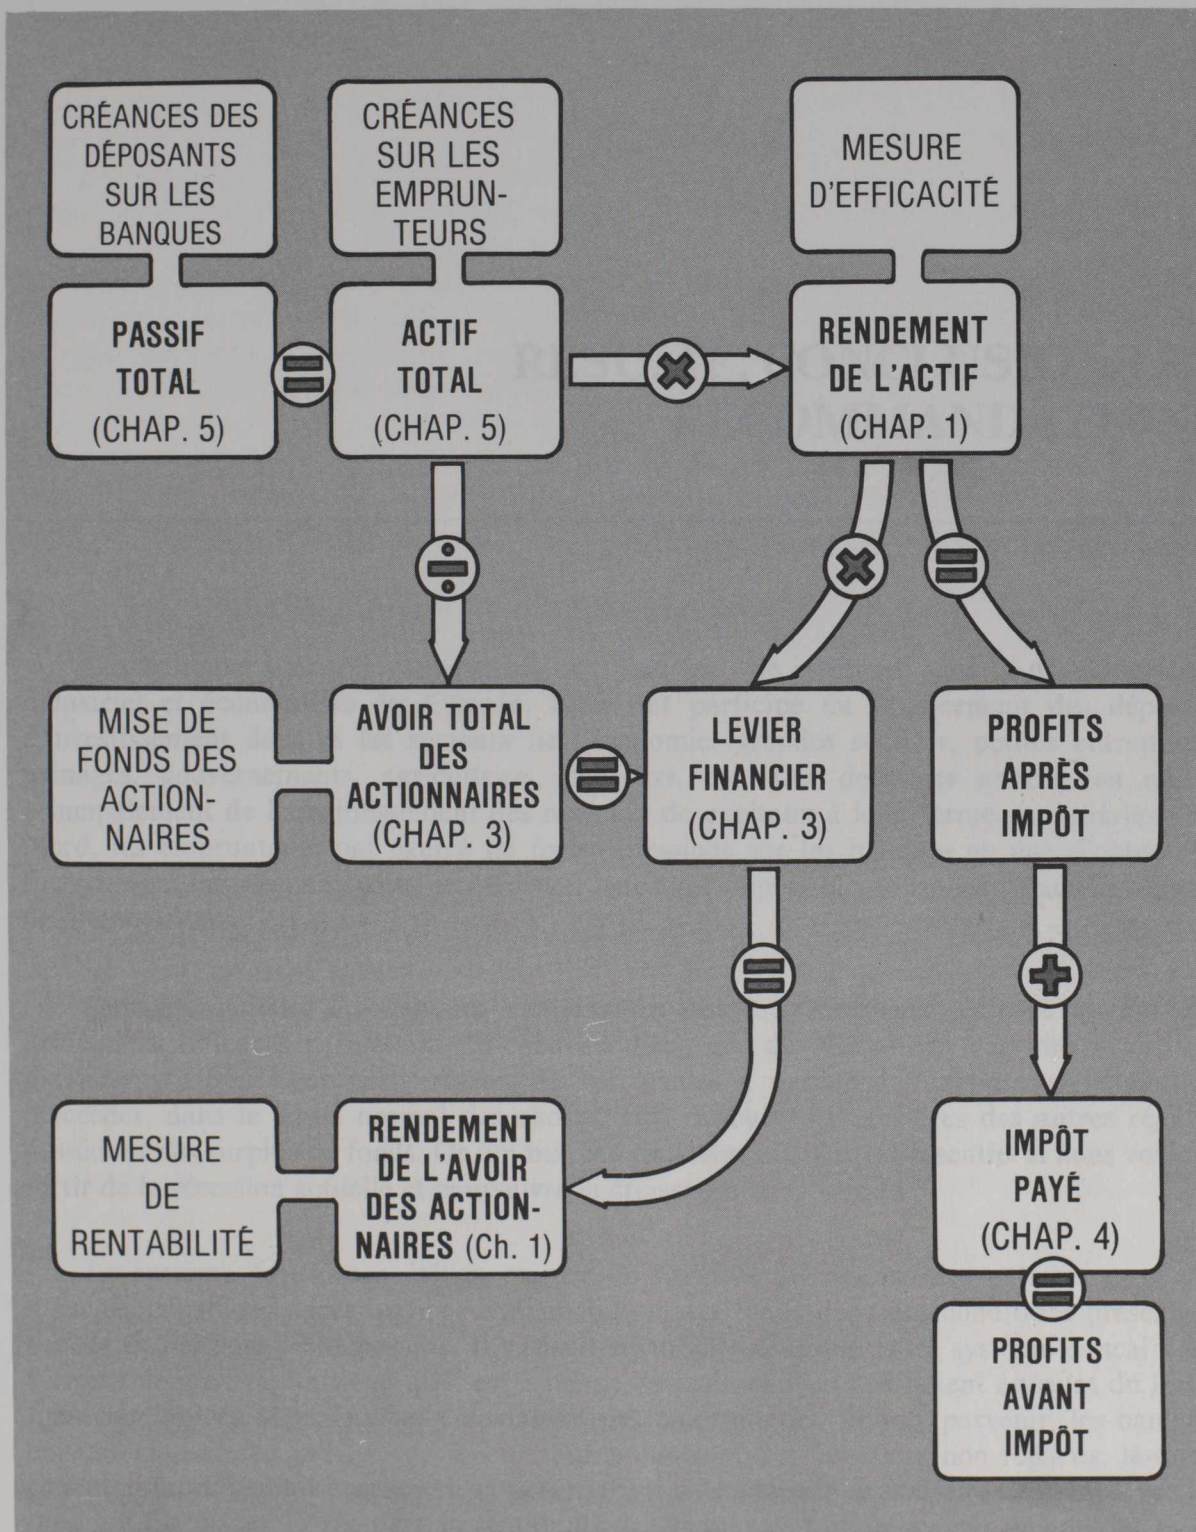 CRÉANCES DES
DÉPOSANTS
SUR LES
BANQUES
CRÉANCES
SUR LES
EMPRUN-
TEURS
MESURE
D'EFFICACITÉ
PASSIF
TOTAL
(CHAP. 5)
=
ACTIF
TOTAL
(CHAP. 5)
×
RENDEMENT
DE L'ACTIF
(CHAP. 1)
÷
×
=
MISE DE
FONDS DES
ACTION-
NAIRES
AVOIR TOTAL
DES
ACTIONNAIRES
(CHAP. 3)
=
LEVIER
FINANCIER
(CHAP. 3)
PROFITS
APRÈS
IMPÔT
=
+
MESURE
DE
RENTABILITÉ
RENDEMENT
DE L'AVOIR
DES ACTION-
NAIRES (Ch. 1)
IMPÔT
PAYÉ
(CHAP. 4)
=
PROFITS
AVANT
IMPÔT